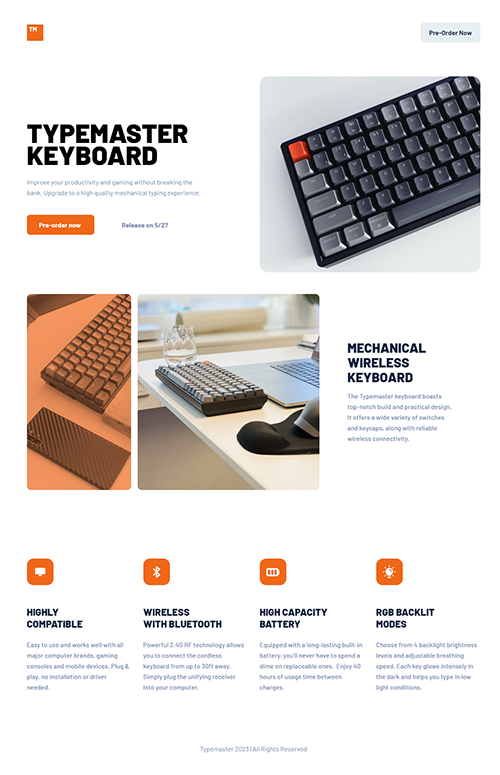 TM
Pre-Order Now
TYPEMASTER
KEYBOARD
Improve your productivity and gaming without breaking the
bank. Upgrade to a high quality mechanical typing experience.
Pre-order now
Release on 5/27
MECHANICAL
WIRELESS
KEYBOARD
The Typemaster keyboard boasts
top-notch build and practical design.
It offers a wide variety of switches
and keycaps, along with reliable
wireless connectivity.
HIGHLY
COMPATIBLE
Easy to use and works well with all
major computer brands, gaming
consoles and mobile devices. Plug &
play, no installation or driver
needed.
WIRELESS
WITH BLUETOOTH
Powerful 2.4G RF technology allows
you to connect the cordless
keyboard from up to 30ft away.
Simply plug the unifying receiver
into your computer.
HIGH CAPACITY
BATTERY
Equipped with a long-lasting built-in
battery, you'll never have to spend a
dime on replaceable ones. Enjoy 40
hours of usage time between
charges.
RGB BACKLIT
MODES
Choose from 4 backlight brightness
levels and adjustable breathing
speed. Each key glows intensely in
the dark and helps you type in low
light conditions.
Typemaster 2023 | All Rights Reserved